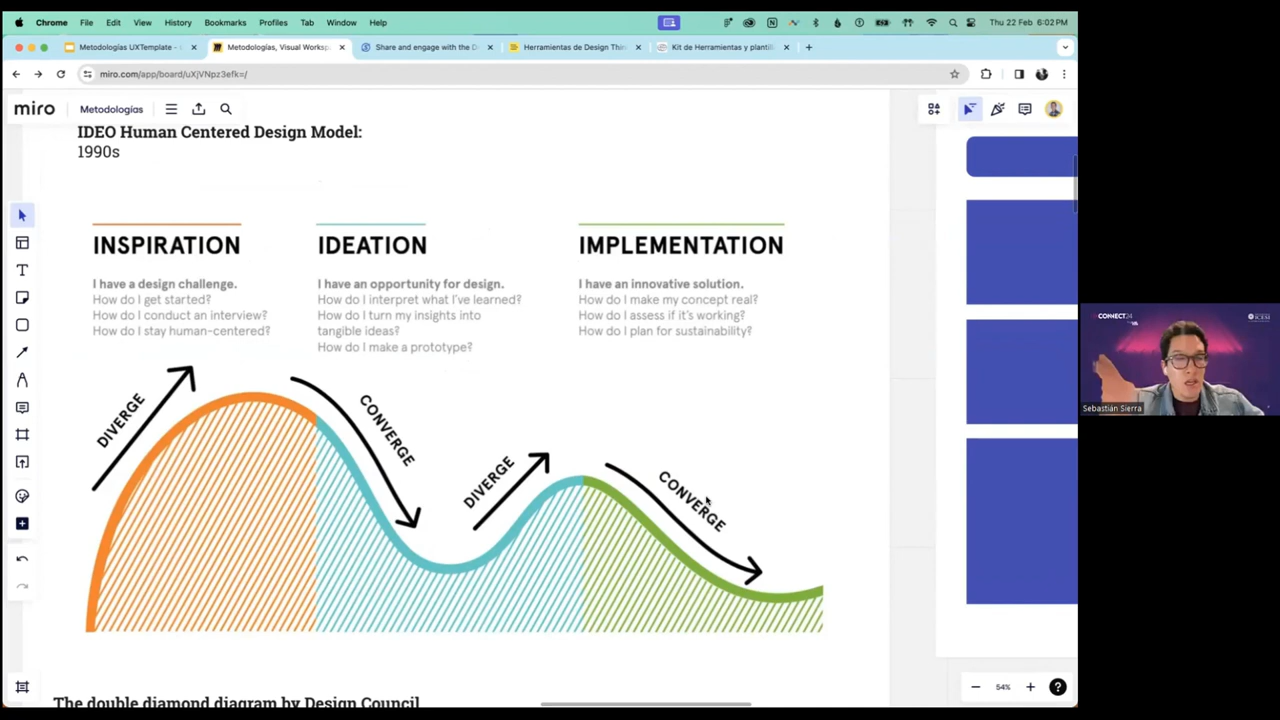 Chrome File Edit View History Bookmarks Profiles Tab Window Help
Thu 22 Feb 6:02 PM
Metodologías UXTemplate -
Metodologías, Visual Worksp
Share and engage with the D
Herramientas de Design Thin
Kit de Herramientas y plantill
miro.com/app/board/uXjVNpz3efk=/
miro
Metodologías
IDEO Human Centered Design Model:
1990s
INSPIRATION
I have a design challenge.
How do I get started?
How do I conduct an interview?
How do I stay human-centered?
IDEATION
I have an opportunity for design.
How do I interpret what I've learned?
How do I turn my insights into
tangible ideas?
How do I make a prototype?
IMPLEMENTATION
I have an innovative solution.
How do I make my concept real?
How do I assess if it's working?
How do I plan for sustainability?
DIVERGE
CONVERGE
DIVERGE
CONVERGE
The double diamond diagram by Design Council
54%
Sebastián Sierra